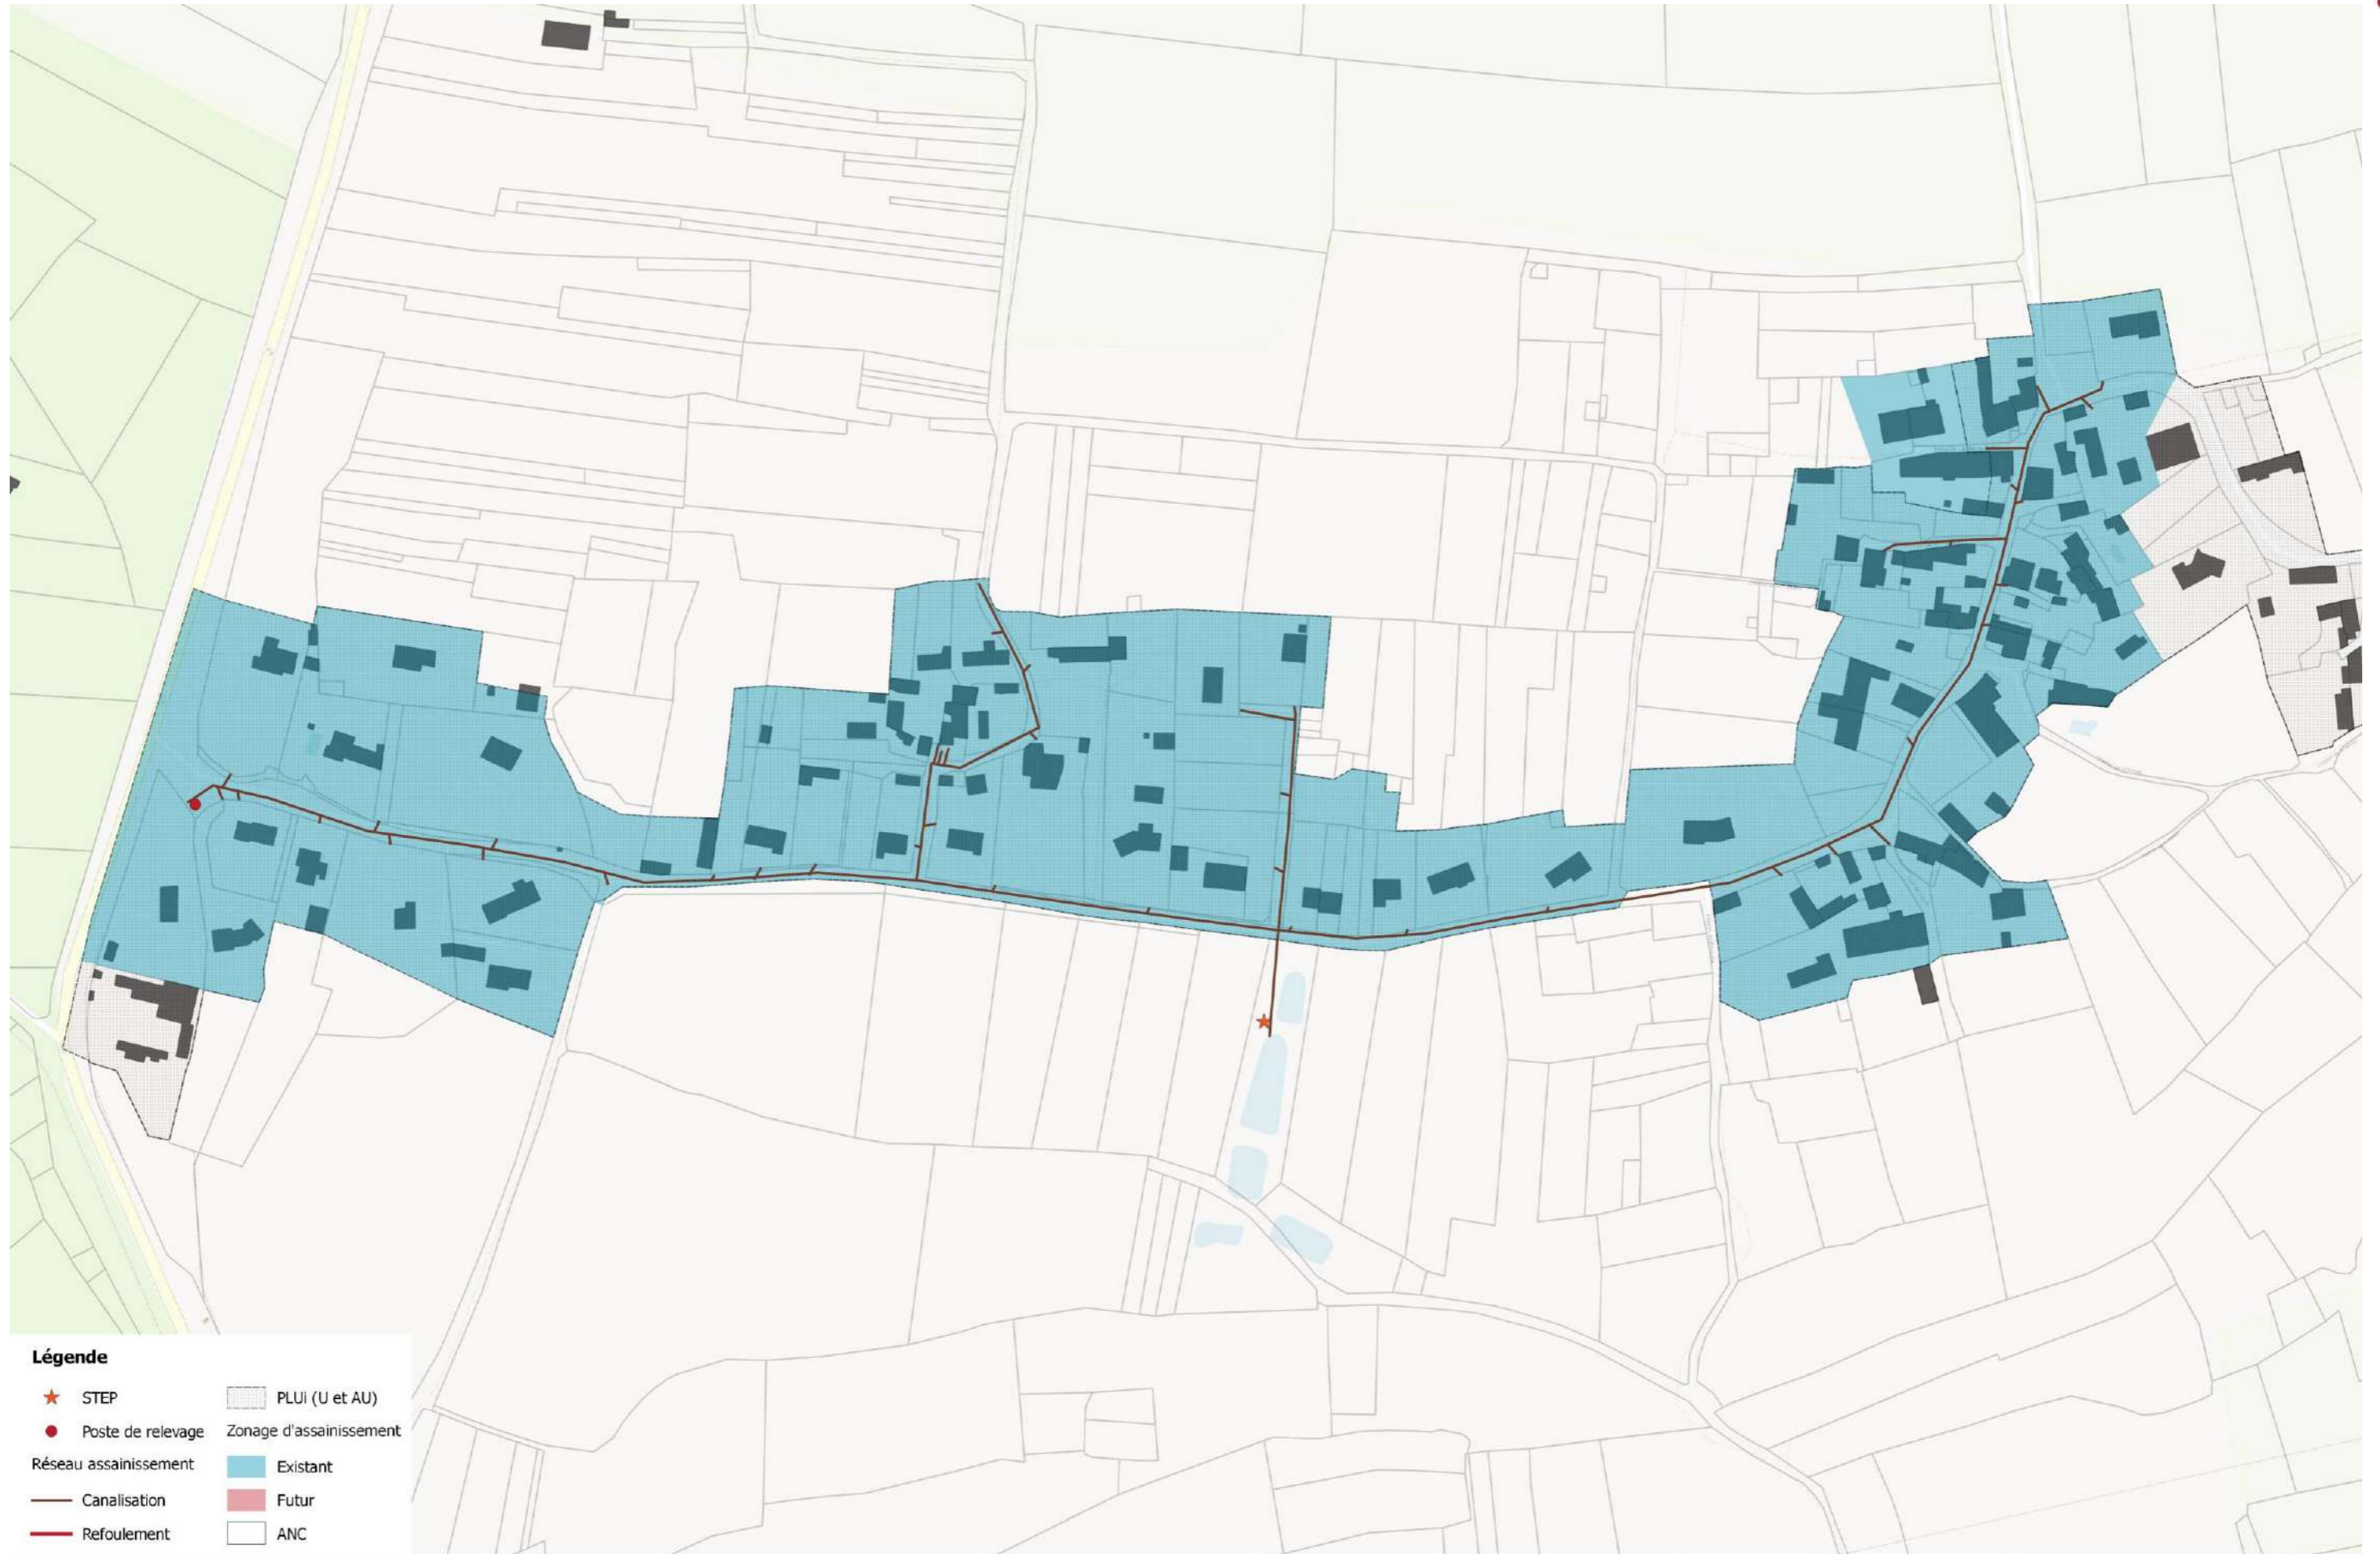 Légende
STEP
Poste de relevage
Réseau assainissement
Canalisation
Refoulement
PLUi (U et AU)
Zonage d'assainissement
Existant
Futur
ANC